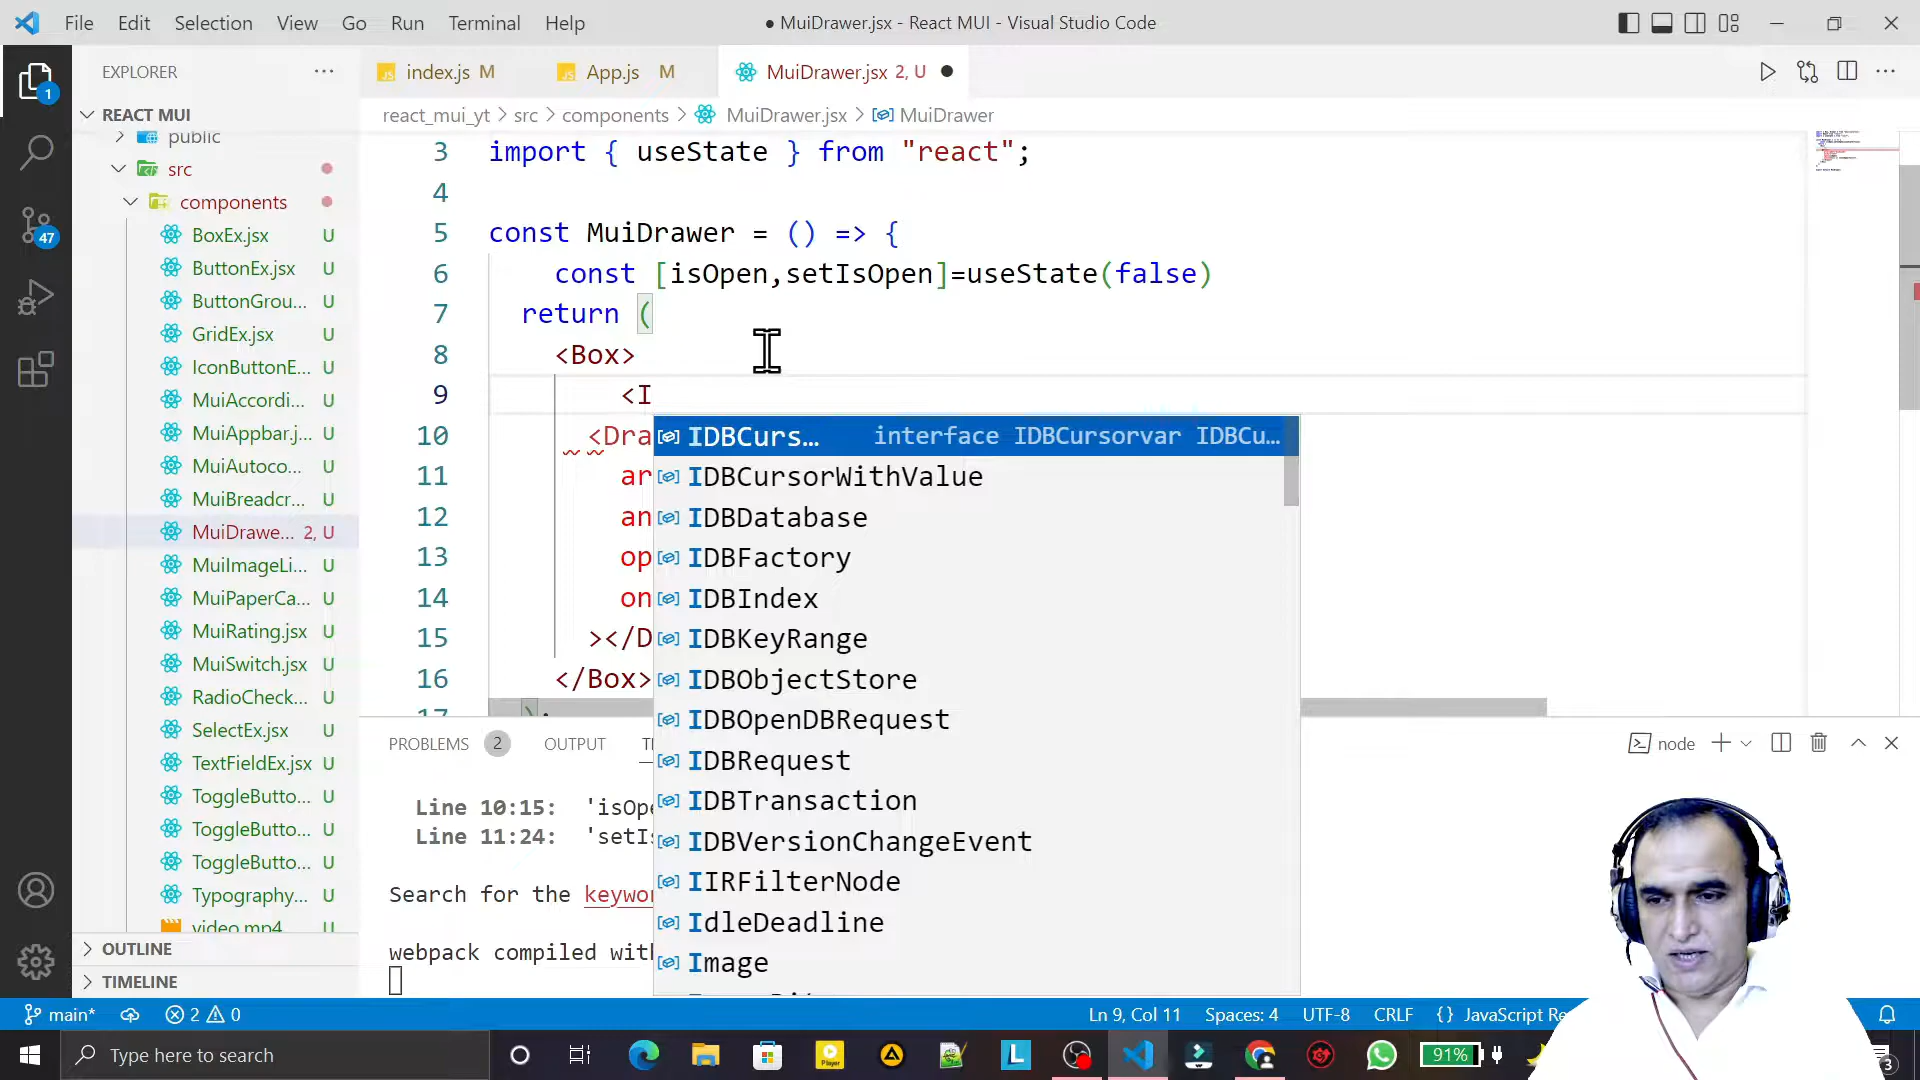 File Edit Selection View Go Run Terminal Help
● MuiDrawer.jsx - React MUI - Visual Studio Code
EXPLORER
index.js M
App.js M
MuiDrawer.jsx 2, U
1
REACT MUI
react_mui_yt > src > components > MuiDrawer.jsx > MuiDrawer
public
src
components
BoxEx.jsx U
ButtonEx.jsx U
ButtonGrou... U
GridEx.jsx U
IconButtonE... U
MuiAccordi... U
MuiAppbar.j... U
MuiAutoco... U
MuiBreadcr... U
MuiDrawe... 2, U
MuiImageLi... U
MuiPaperCa... U
MuiRating.jsx U
MuiSwitch.jsx U
RadioCheck... U
SelectEx.jsx U
TextFieldEx.jsx U
ToggleButto... U
ToggleButto... U
ToggleButto... U
Typography... U
video.mp4 U
OUTLINE
TIMELINE
47
3 import { useState } from "react";
4
5 const MuiDrawer = () => {
6 const [isOpen,setIsOpen]=useState(false)
7 return (
8 <Box>
9 <I
10 <Dra
11 ar
12 an
13 op
14 on
15 ></D
16 </Box>
17 );
IDBCurs... interface IDBCursorvar IDBCu...
IDBCursorWithValue
IDBDatabase
IDBFactory
IDBIndex
IDBKeyRange
IDBObjectStore
IDBOpenDBRequest
IDBRequest
IDBTransaction
IDBVersionChangeEvent
IIRFilterNode
IdleDeadline
Image
PROBLEMS 2 OUTPUT
node
Line 10:15: 'isOpe
Line 11:24: 'setIs
Search for the keywor
webpack compiled with
main*
2 0
Ln 9, Col 11 Spaces: 4 UTF-8 CRLF {} JavaScript Re
Type here to search
Player
L
91%
3